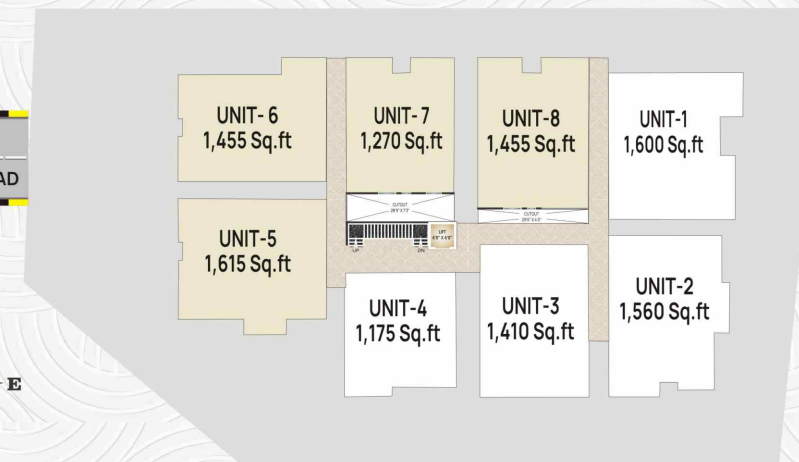 UNIT- 6
1,455 Sq.ft
UNIT- 7
1,270 Sq.ft
UNIT-8
1,455 Sq.ft
UNIT-1
1,600 Sq.ft
AD
CUTOUT
CUTOUT
LIFT
UP
DN
UNIT-5
1,615 Sq.ft
UNIT-4
1,175 Sq.ft
UNIT-3
1,410 Sq.ft
UNIT-2
1,560 Sq.ft
E